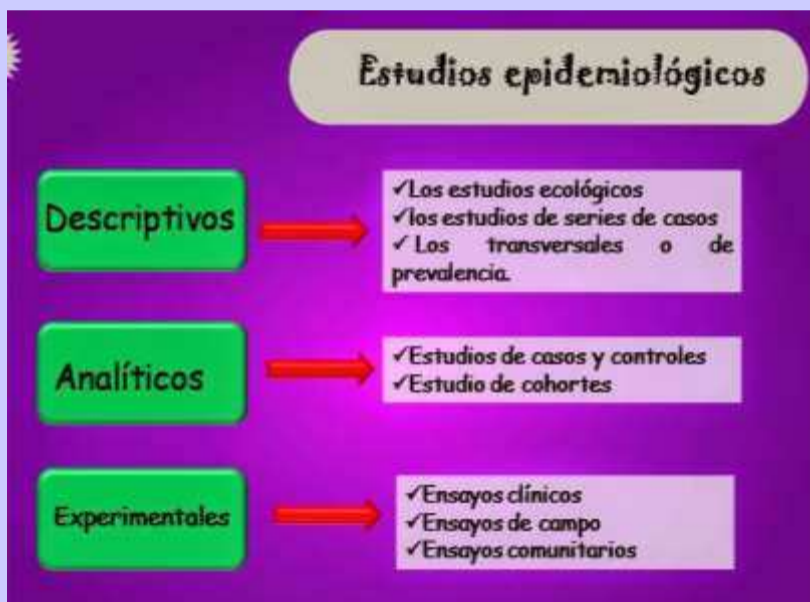 Estudios epidemiológicos
Descriptivos
✓Los estudios ecológicos
✓los estudios de series de casos
✓ Los transversales o de
prevalencia.
Analíticos
✓Estudios de casos y controles
✓Estudio de cohortes
Experimentales
✓Ensayos clínicos
✓Ensayos de campo
✓Ensayos comunitarios